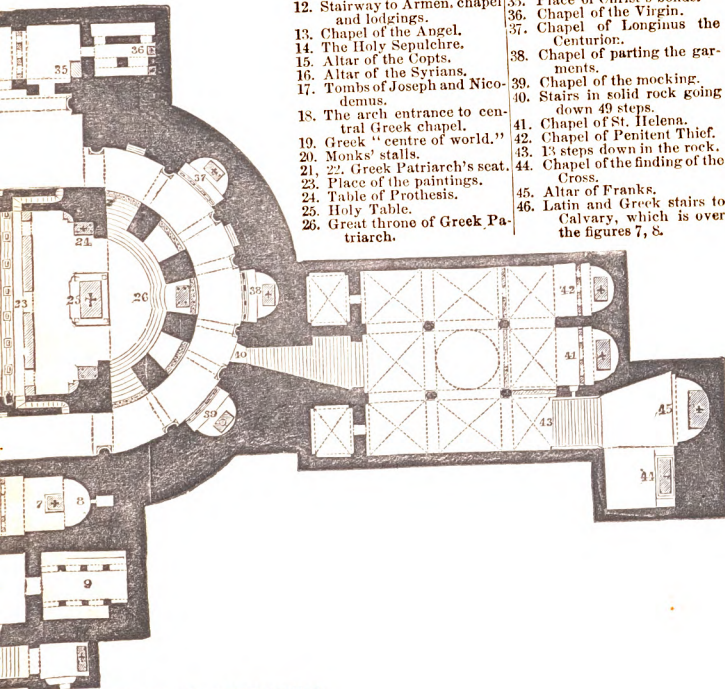 12. Stairway to Armen. chapel
and lodgings.
13. Chapel of the Angel.
14. The Holy Sepulchre.
15. Altar of the Copts.
16. Altar of the Syrians.
17. Tombs of Joseph and Nico-
demus.
18. The arch entrance to cen-
tral Greek chapel.
19. Greek "centre of world."
20. Monks' stalls.
21, 22. Greek Patriarch's seat.
23. Place of the paintings.
24. Table of Prothesis.
25. Holy Table.
26. Great throne of Greek Pa-
triarch.
35. Place of Christ's
36. Chapel of the Virgin.
37. Chapel of Longinus the
Centurion.
38. Chapel of parting the gar-
ments.
39. Chapel of the mocking.
40. Stairs in solid rock going
down 49 steps.
41. Chapel of St. Helena.
42. Chapel of Penitent Thief.
43. 13 steps down in the rock.
44. Chapel of the finding of the
Cross.
45. Altar of Franks.
46. Latin and Greek stairs to
Calvary, which is over
the figures 7, 8.
36
35
37
24
23
25
26
38
42
40
41
39
43
45
44
7
8
9